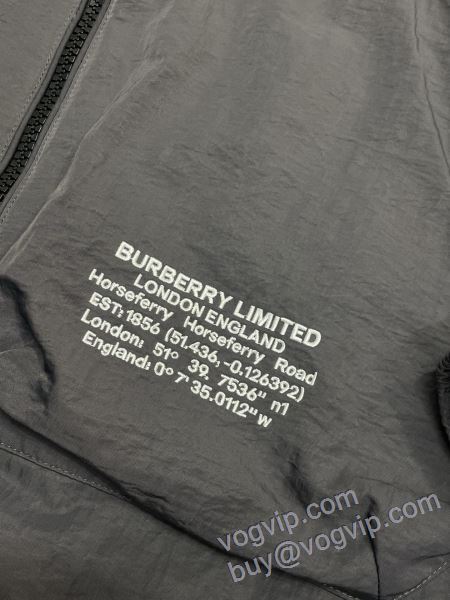 BURBERRY LIMITED
LONDON ENGLAND
Horseferry Horseferry Road
EST: 1856 (51.436, -0.126392)
London: 51° 39. 7536" n1
England: 0° 7' 35.0112" w
vogvip.com
buy@vogvip.com